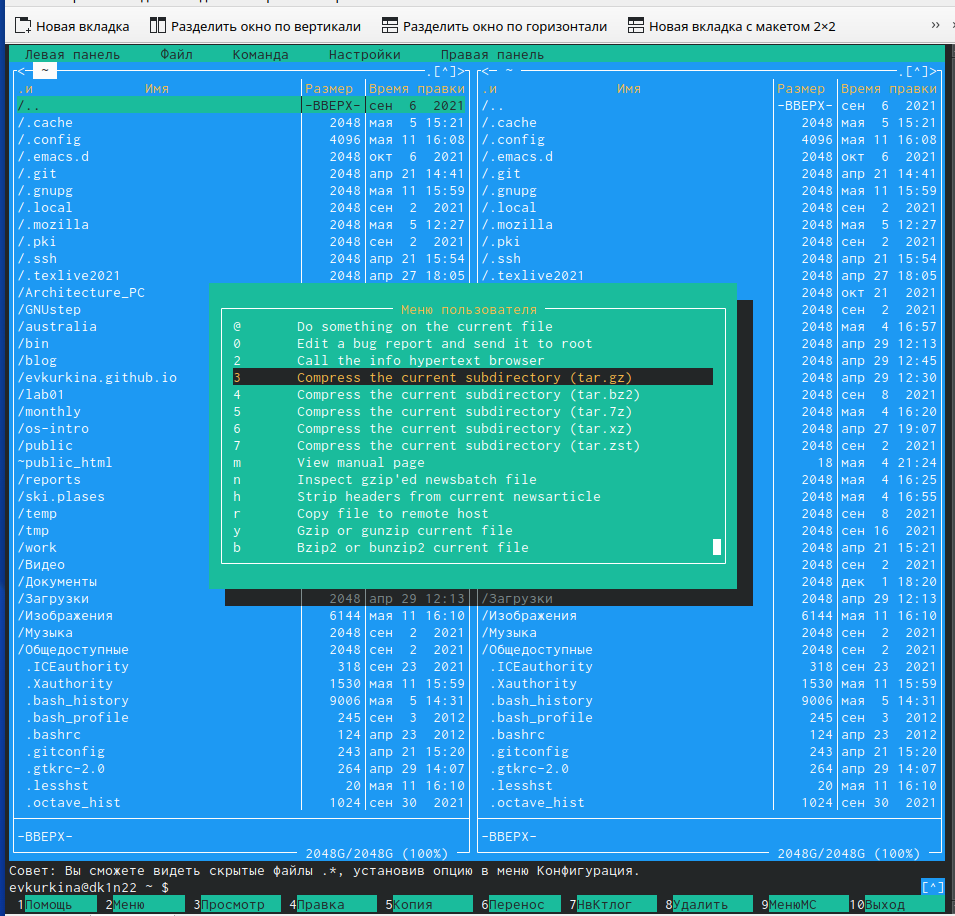 Новая вкладка Разделить окно по вертикали Разделить окно по горизонтали Новая вкладка с макетом 2×2 »
Левая панель Файл Команда Настройки Правая панель
<─ ~ .[^]> <─ ~ .[^]>
.и Имя Размер Время правки .и Имя Размер Время правки
/.. -ВВЕРХ- сен 6 2021 /.. -ВВЕРХ- сен 6 2021
/.cache 2048 мая 5 15:21 /.cache 2048 мая 5 15:21
/.config 4096 мая 11 16:08 /.config 4096 мая 11 16:08
/.emacs.d 2048 окт 6 2021 /.emacs.d 2048 окт 6 2021
/.git 2048 апр 21 14:41 /.git 2048 апр 21 14:41
/.gnupg 2048 мая 11 15:59 /.gnupg 2048 мая 11 15:59
/.local 2048 сен 2 2021 /.local 2048 сен 2 2021
/.mozilla 2048 мая 5 12:27 /.mozilla 2048 мая 5 12:27
/.pki 2048 сен 2 2021 /.pki 2048 сен 2 2021
/.ssh 2048 апр 21 15:54 /.ssh 2048 апр 21 15:54
/.texlive2021 2048 апр 27 18:05 /.texlive2021 2048 апр 27 18:05
/Architecture_PC 2048 окт 21 2021
/GNUstep 2048 сен 2 2021
/australia 2048 мая 4 16:57
/bin 2048 апр 29 12:13
/blog 2048 апр 29 12:45
/evkurkina.github.io 2048 апр 29 12:30
/lab01 2048 сен 8 2021
/monthly 2048 мая 4 16:20
/os-intro 2048 апр 27 19:07
/public 2048 сен 2 2021
~public_html 18 мая 4 21:24
/reports 2048 мая 4 16:25
/ski.plases 2048 мая 4 16:55
/temp 2048 сен 8 2021
/tmp 2048 сен 16 2021
/work 2048 апр 21 15:21
/Видео 2048 сен 2 2021
/Документы 2048 дек 1 18:20
Меню пользователя
@ Do something on the current file
0 Edit a bug report and send it to root
2 Call the info hypertext browser
3 Compress the current subdirectory (tar.gz)
4 Compress the current subdirectory (tar.bz2)
5 Compress the current subdirectory (tar.7z)
6 Compress the current subdirectory (tar.xz)
7 Compress the current subdirectory (tar.zst)
m View manual page
n Inspect gzip'ed newsbatch file
h Strip headers from current newsarticle
r Copy file to remote host
y Gzip or gunzip current file
b Bzip2 or bunzip2 current file
/Загрузки 2048 апр 29 12:13 /Загрузки 2048 апр 29 12:13
/Изображения 6144 мая 11 16:10 /Изображения 6144 мая 11 16:10
/Музыка 2048 сен 2 2021 /Музыка 2048 сен 2 2021
/Общедоступные 2048 сен 2 2021 /Общедоступные 2048 сен 2 2021
.ICEauthority 318 сен 23 2021 .ICEauthority 318 сен 23 2021
.Xauthority 1530 мая 11 15:59 .Xauthority 1530 мая 11 15:59
.bash_history 9006 мая 5 14:31 .bash_history 9006 мая 5 14:31
.bash_profile 245 сен 3 2012 .bash_profile 245 сен 3 2012
.bashrc 124 апр 23 2012 .bashrc 124 апр 23 2012
.gitconfig 243 апр 21 15:20 .gitconfig 243 апр 21 15:20
.gtkrc-2.0 264 апр 29 14:07 .gtkrc-2.0 264 апр 29 14:07
.lesshst 20 мая 11 16:10 .lesshst 20 мая 11 16:10
.octave_hist 1024 сен 30 2021 .octave_hist 1024 сен 30 2021
-ВВЕРХ- -ВВЕРХ-
2048G/2048G (100%) 2048G/2048G (100%)
Совет: Вы сможете видеть скрытые файлы .*, установив опцию в меню Конфигурация.
evkurkina@dk1n22 ~ $ [^]
1Помощь 2Меню 3Просмотр 4Правка 5Копия 6Перенос 7НвКтлог 8Удалить 9МенюМС 10Выход